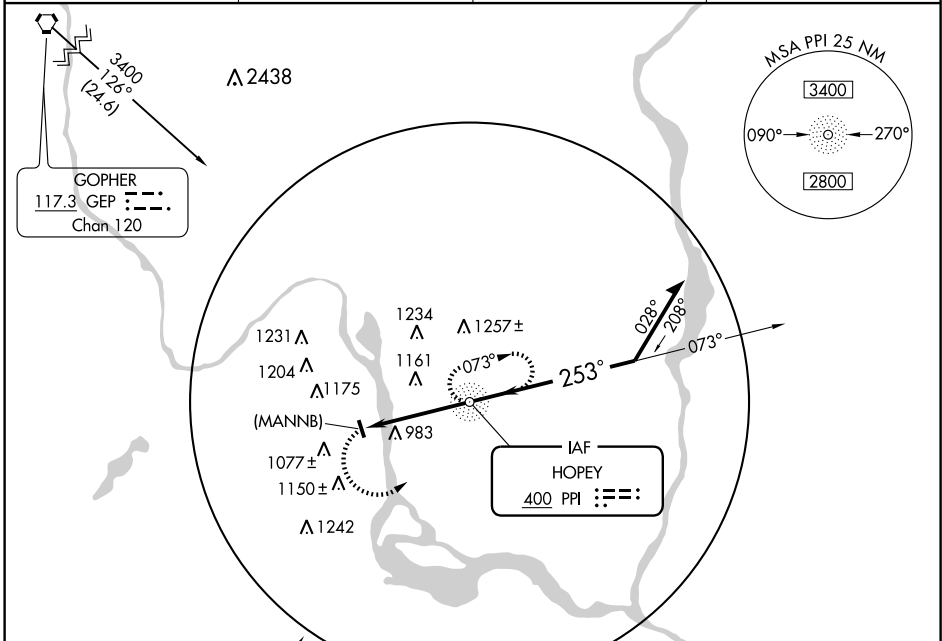 3400
126°
(24.6)
2438
MSA PPI 25 NM
3400
090°
270°
2800
GOPHER
117.3 GEP
Chan 120
1234
1257 ±
1231
1161
1204
1175
073°
253°
028°
208°
073°
(MANNB)
983
1077 ±
1150 ±
1242
IAF
HOPEY
400 PPI